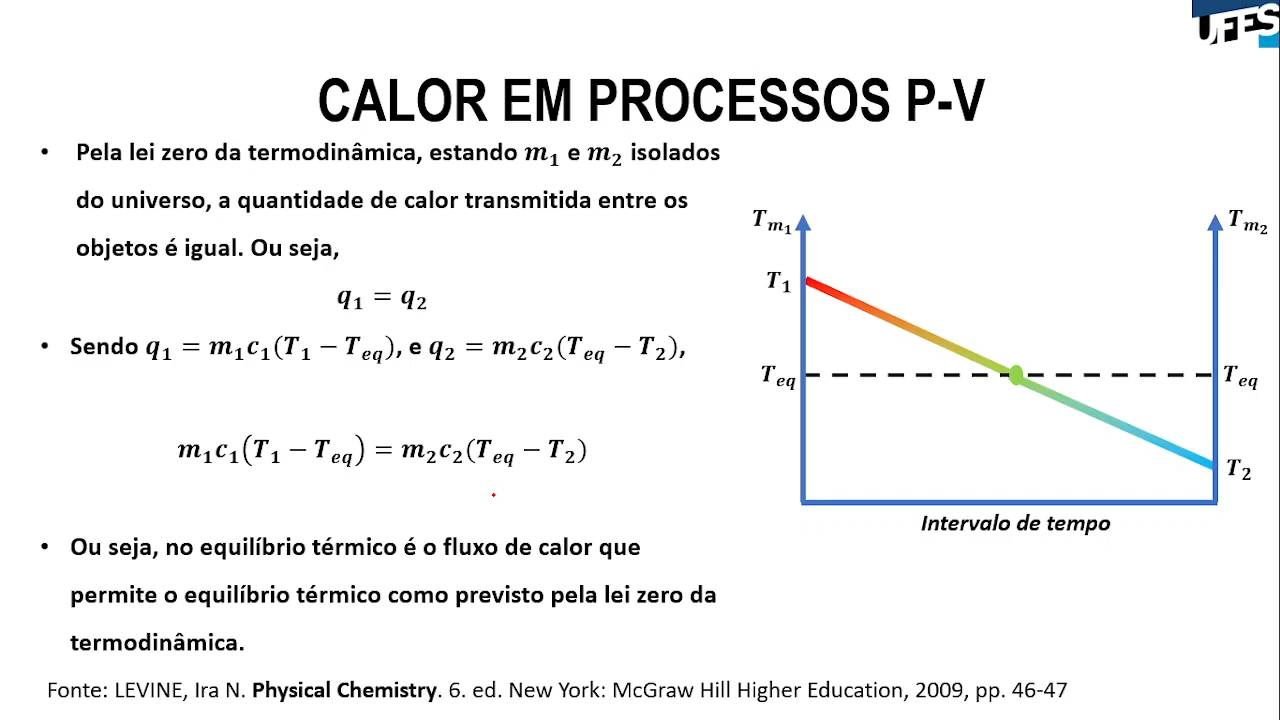 UFES
CALOR EM PROCESSOS P-V
• Pela lei zero da termodinâmica, estando m₁ e m₂ isolados
do universo, a quantidade de calor transmitida entre os
objetos é igual. Ou seja,
q₁ = q₂
• Sendo q₁ = m₁c₁(T₁ − T_eq), e q₂ = m₂c₂(T_eq − T₂),
m₁c₁(T₁ − T_eq) = m₂c₂(T_eq − T₂)
• Ou seja, no equilíbrio térmico é o fluxo de calor que
permite o equilíbrio térmico como previsto pela lei zero da
termodinâmica.
T_m₁
T_m₂
T₁
T_eq
T_eq
T₂
Intervalo de tempo
Fonte: LEVINE, Ira N. Physical Chemistry. 6. ed. New York: McGraw Hill Higher Education, 2009, pp. 46-47